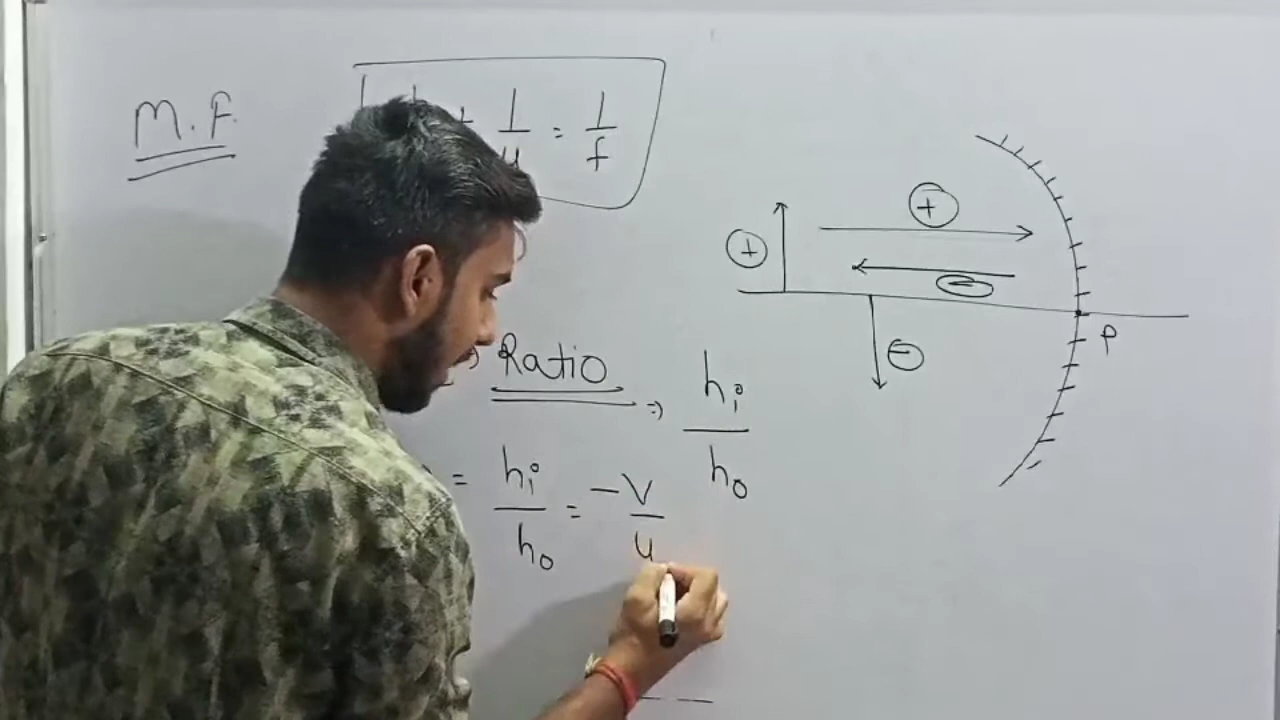 M.F.
+ 1/u = 1/f
+
+
-
-
P
Ratio → hi/ho
= hi/ho = -v/u